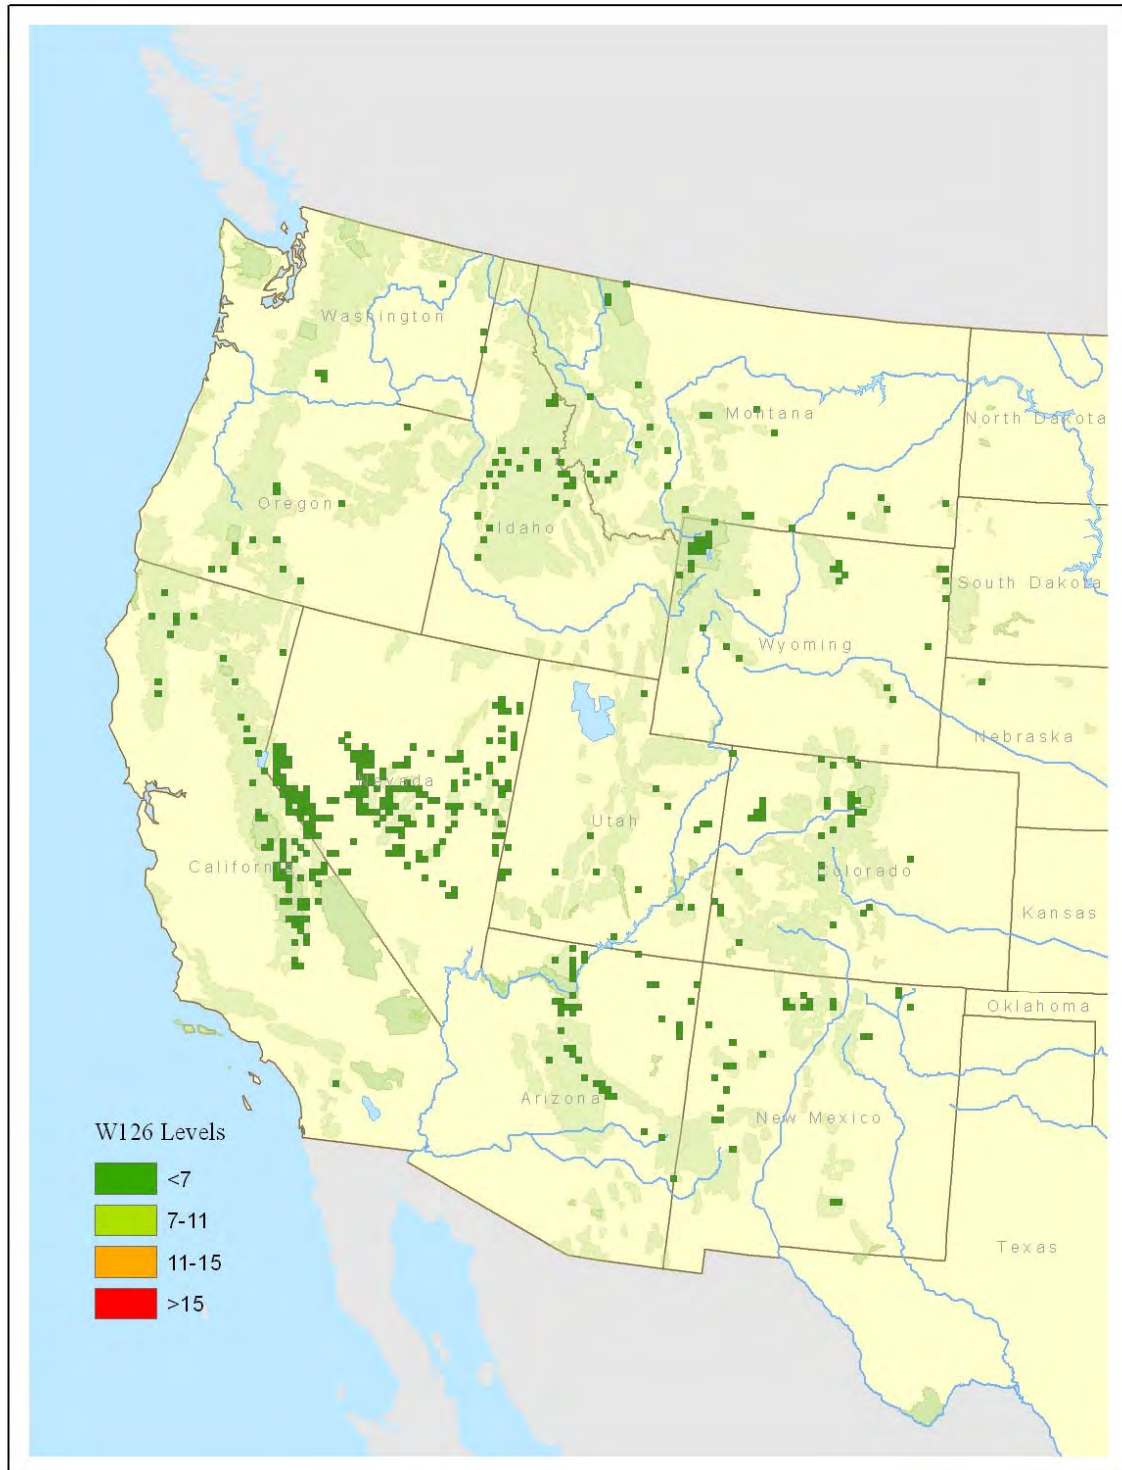 Washington
Montana
North Dakota
Oregon
Idaho
South Dakota
Wyoming
Nebraska
Nevada
Utah
California
Colorado
Kansas
Oklahoma
Arizona
New Mexico
Texas
W126 Levels
<7
7-11
11-15
>15